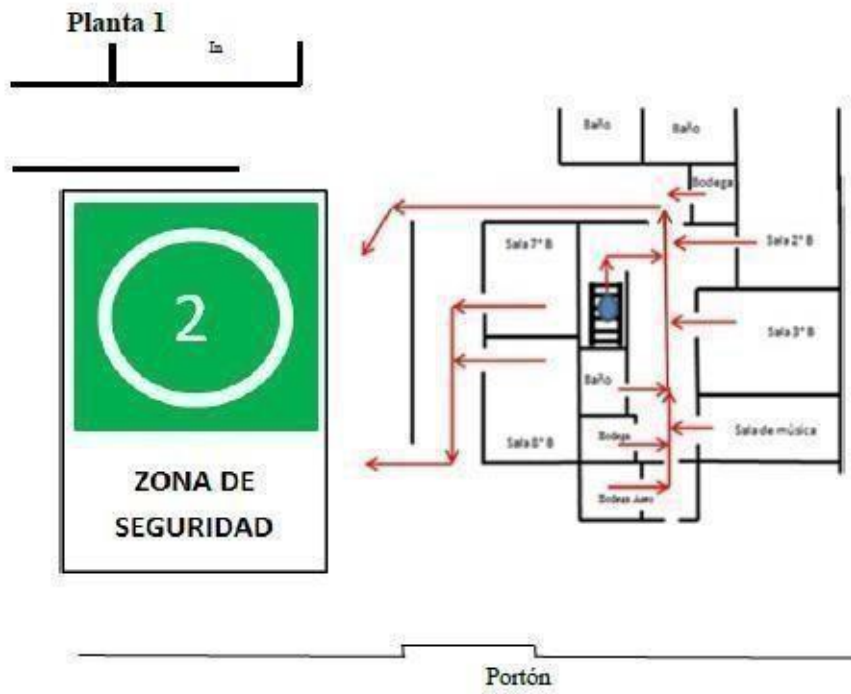 Planta 1
In
Baño
Baño
Bodega
Sala 7° B
Sala 2° B
2
Sala 3° B
Baño
Sala de música
Bodega
Sala 8° B
Bodega
ZONA DE
SEGURIDAD
Portón